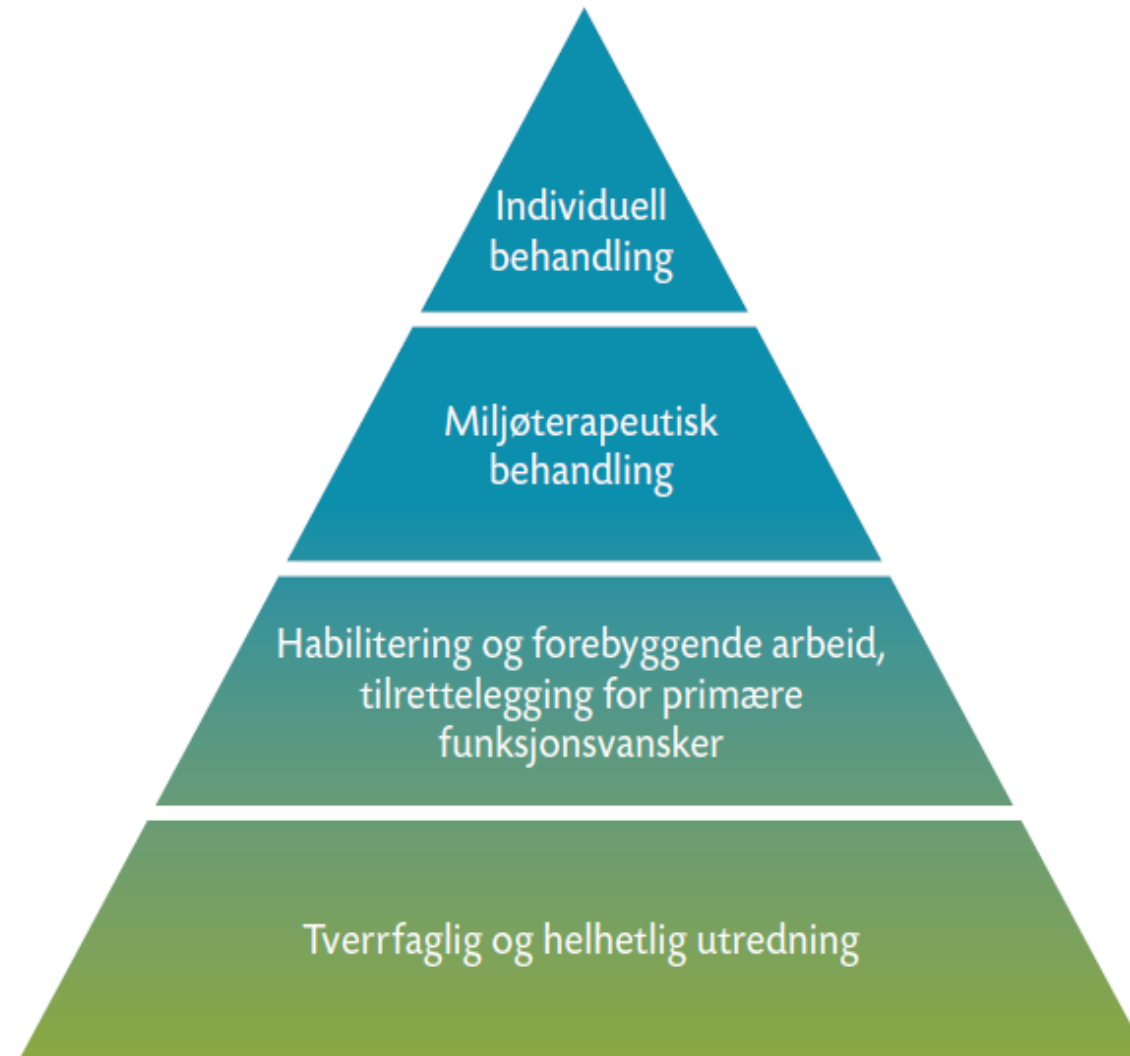 Individuell
behandling
Miljøterapeutisk
behandling
Habilitering og forebyggende arbeid,
tilrettelegging for primære
funksjonsvansker
Tverrfaglig og helhetlig utredning